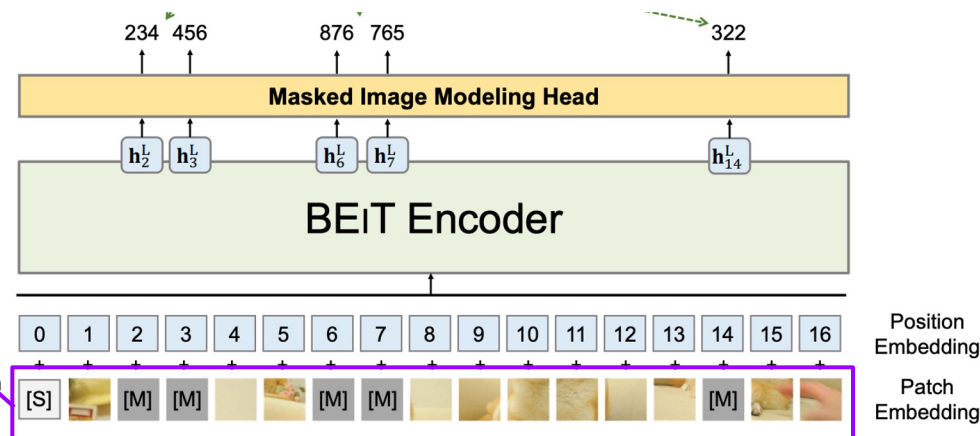 234 456 876 765 322
Masked Image Modeling Head
h₂ᴸ h₃ᴸ h₆ᴸ h₇ᴸ h₁₄ᴸ
BEIT Encoder
0 1 2 3 4 5 6 7 8 9 10 11 12 13 14 15 16
Position
Embedding
+ + + + + + + + + + + + + + + + +
[S] [M] [M] [M] [M] [M]
Patch
Embedding